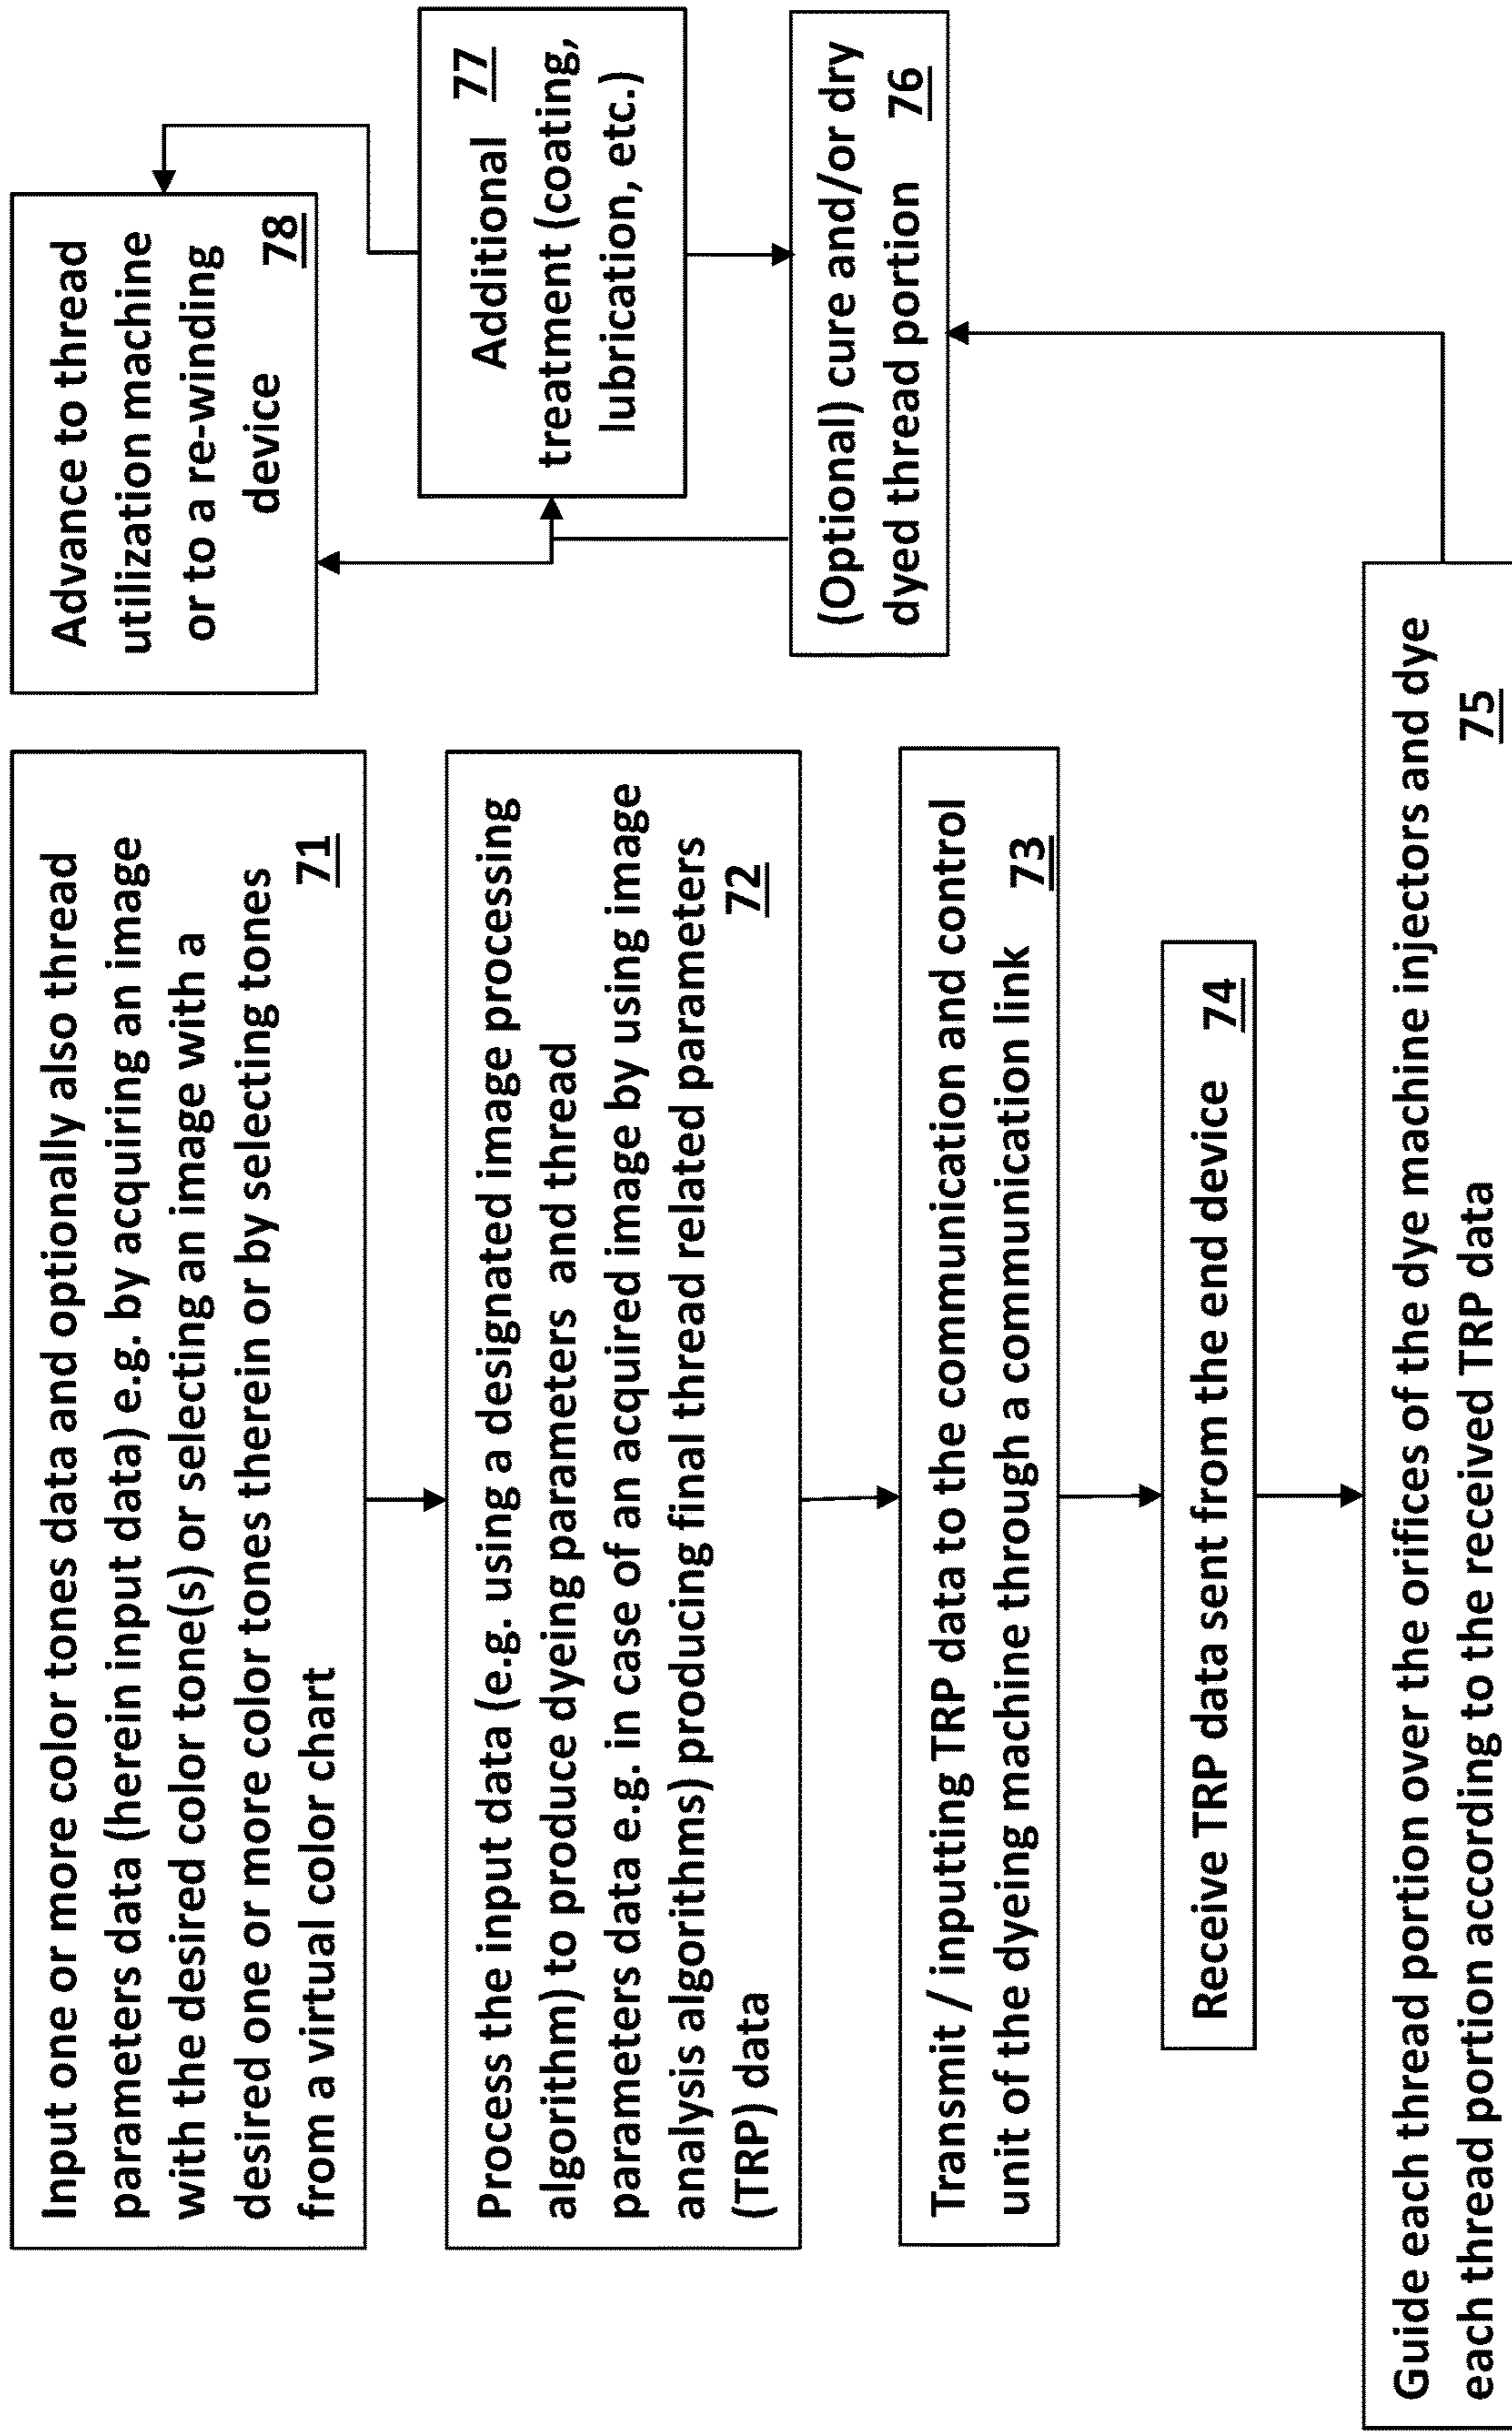 Input one or more color tones data and optionally also thread
parameters data (herein input data) e.g. by acquiring an image
with the desired color tone(s) or selecting an image with a
desired one or more color tones therein or by selecting tones
from a virtual color chart 71
Process the input data (e.g. using a designated image processing
algorithm) to produce dyeing parameters and thread
parameters data e.g. in case of an acquired image by using image
analysis algorithms) producing final thread related parameters
(TRP) data 72
Transmit / inputting TRP data to the communication and control
unit of the dyeing machine through a communication link 73
Receive TRP data sent from the end device 74
Guide each thread portion over the orifices of the dye machine injectors and dye
each thread portion according to the received TRP data 75
(Optional) cure and/or dry
dyed thread portion 76
Additional 77
treatment (coating,
lubrication, etc.)
Advance to thread
utilization machine
or to a re-winding
device 78